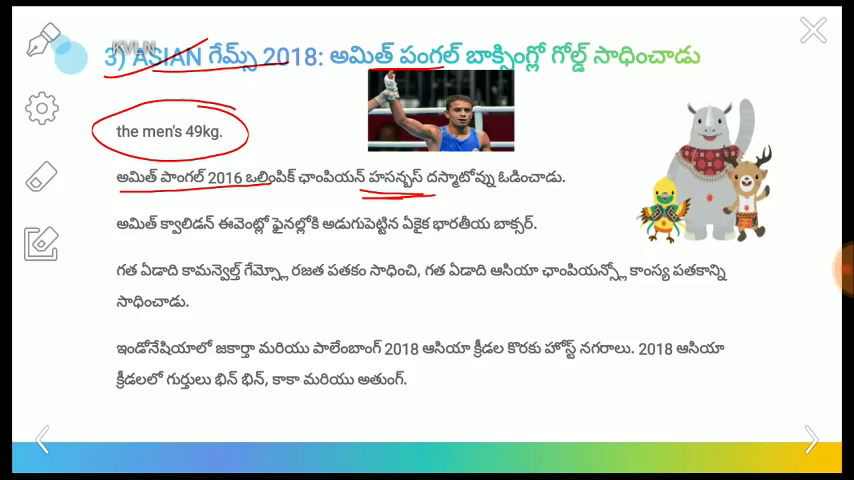 KVLN
3) ASIAN గేమ్స్ 2018: అమిత్ పంగల్ బాక్సింగ్లో గోల్డ్ సాధించాడు
the men's 49kg.
అమిత్ పాంగల్ 2016 ఒలింపిక్ ఛాంపియన్ హసన్బస్ దస్మాటోవ్ను ఓడించాడు.
అమిత్ క్వాలిడన్ ఈవెంట్లో ఫైనల్లోకి అడుగుపెట్టిన ఏకైక భారతీయ బాక్సర్.
గత ఏడాది కామన్వెల్త్ గేమ్స్లో రజత పతకం సాధించి, గత ఏడాది ఆసియా ఛాంపియన్స్లో కాంస్య పతకాన్ని
సాధించాడు.
ఇండోనేషియాలో జకార్తా మరియు పాలేంబాంగ్ 2018 ఆసియా క్రీడల కొరకు హోస్ట్ నగరాలు. 2018 ఆసియా
క్రీడలలో గుర్తులు భిన్ భిన్, కాకా మరియు అతుంగ్.